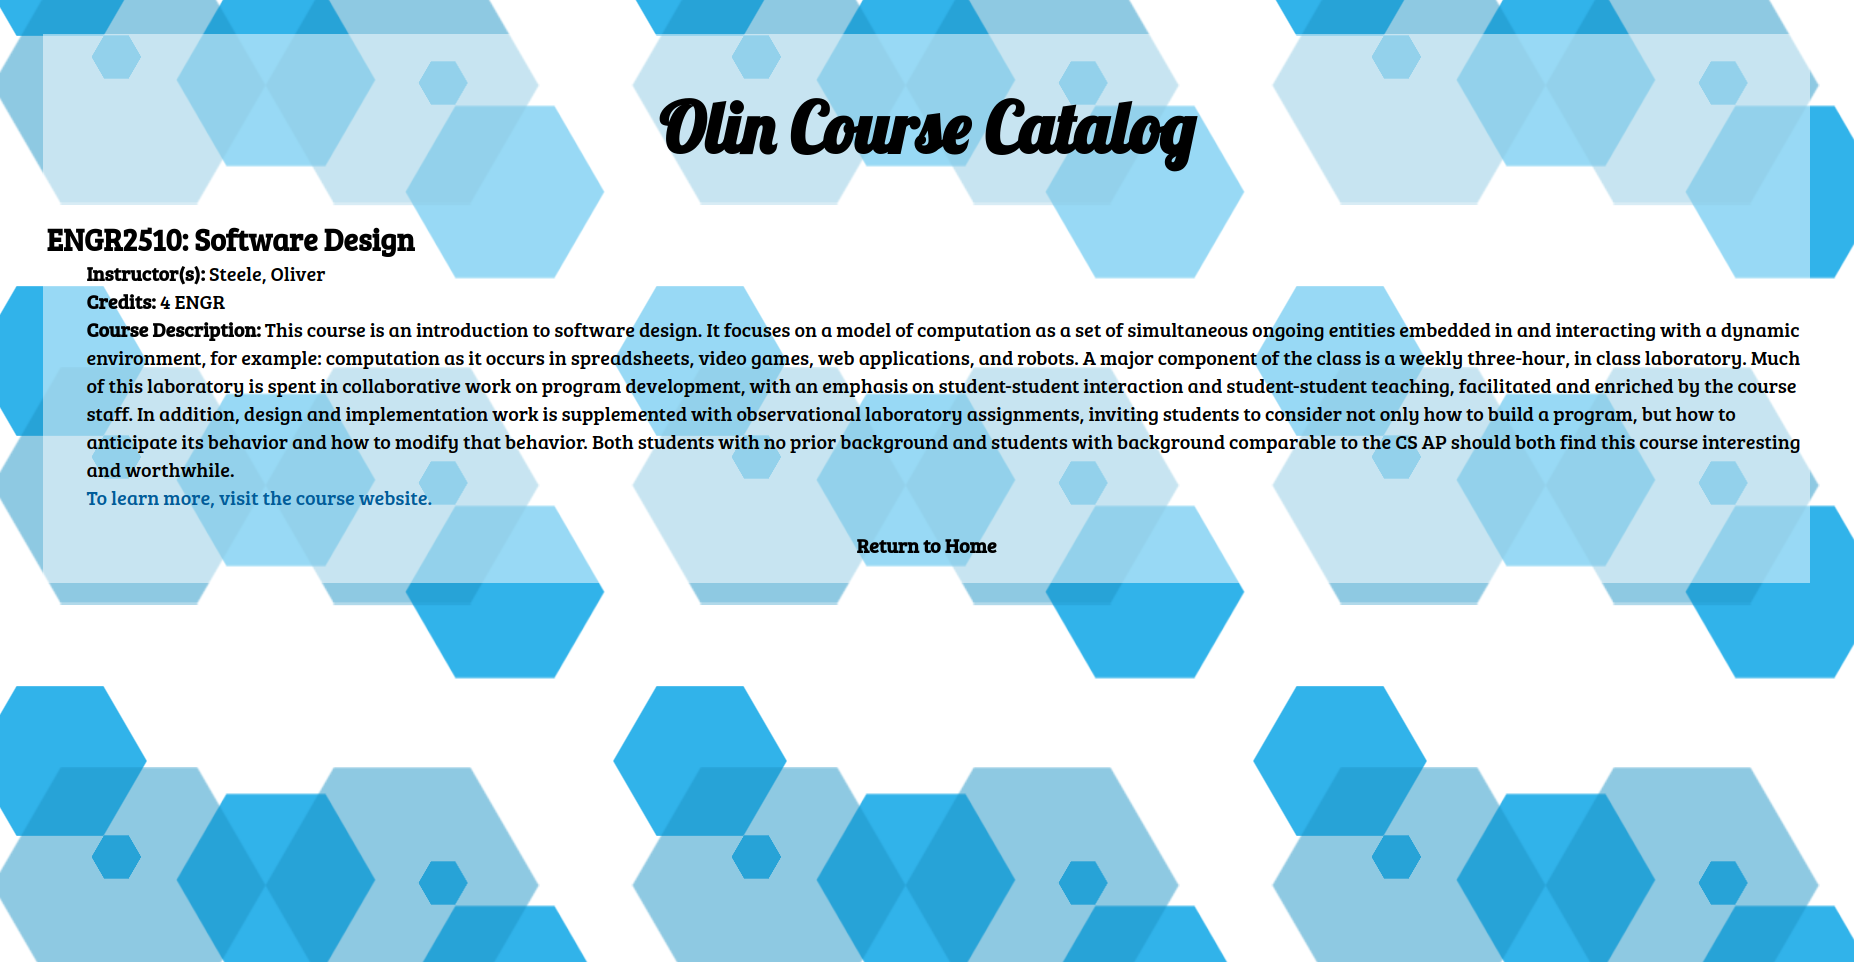 Olin Course Catalog
ENGR2510: Software Design
Instructor(s): Steele, Oliver
Credits: 4 ENGR
Course Description: This course is an introduction to software design. It focuses on a model of computation as a set of simultaneous ongoing entities embedded in and interacting with a dynamic
environment, for example: computation as it occurs in spreadsheets, video games, web applications, and robots. A major component of the class is a weekly three-hour, in class laboratory. Much
of this laboratory is spent in collaborative work on program development, with an emphasis on student-student interaction and student-student teaching, facilitated and enriched by the course
staff. In addition, design and implementation work is supplemented with observational laboratory assignments, inviting students to consider not only how to build a program, but how to
anticipate its behavior and how to modify that behavior. Both students with no prior background and students with background comparable to the CS AP should both find this course interesting
and worthwhile.
To learn more, visit the course website.
Return to Home